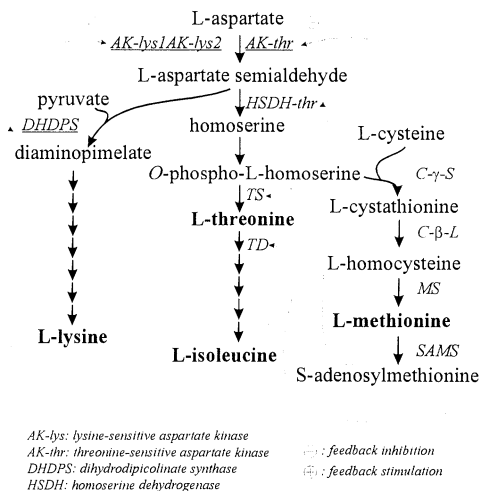 L-aspartate
AK-lys1AK-lys2 AK-thr
L-aspartate semialdehyde
pyruvate
HSDH-thr
DHDPS
homoserine
L-cysteine
diaminopimelate
O-phospho-L-homoserine
C-γ-S
TS
L-cystathionine
L-threonine
C-β-L
TD
L-homocysteine
MS
L-methionine
L-lysine
L-isoleucine
SAMS
S-adenosylmethionine
AK-lys: lysine-sensitive aspartate kinase
AK-thr: threonine-sensitive aspartate kinase
DHDPS: dihydrodipicolinate synthase
HSDH: homoserine dehydrogenase
: feedback inhibition
: feedback stimulation